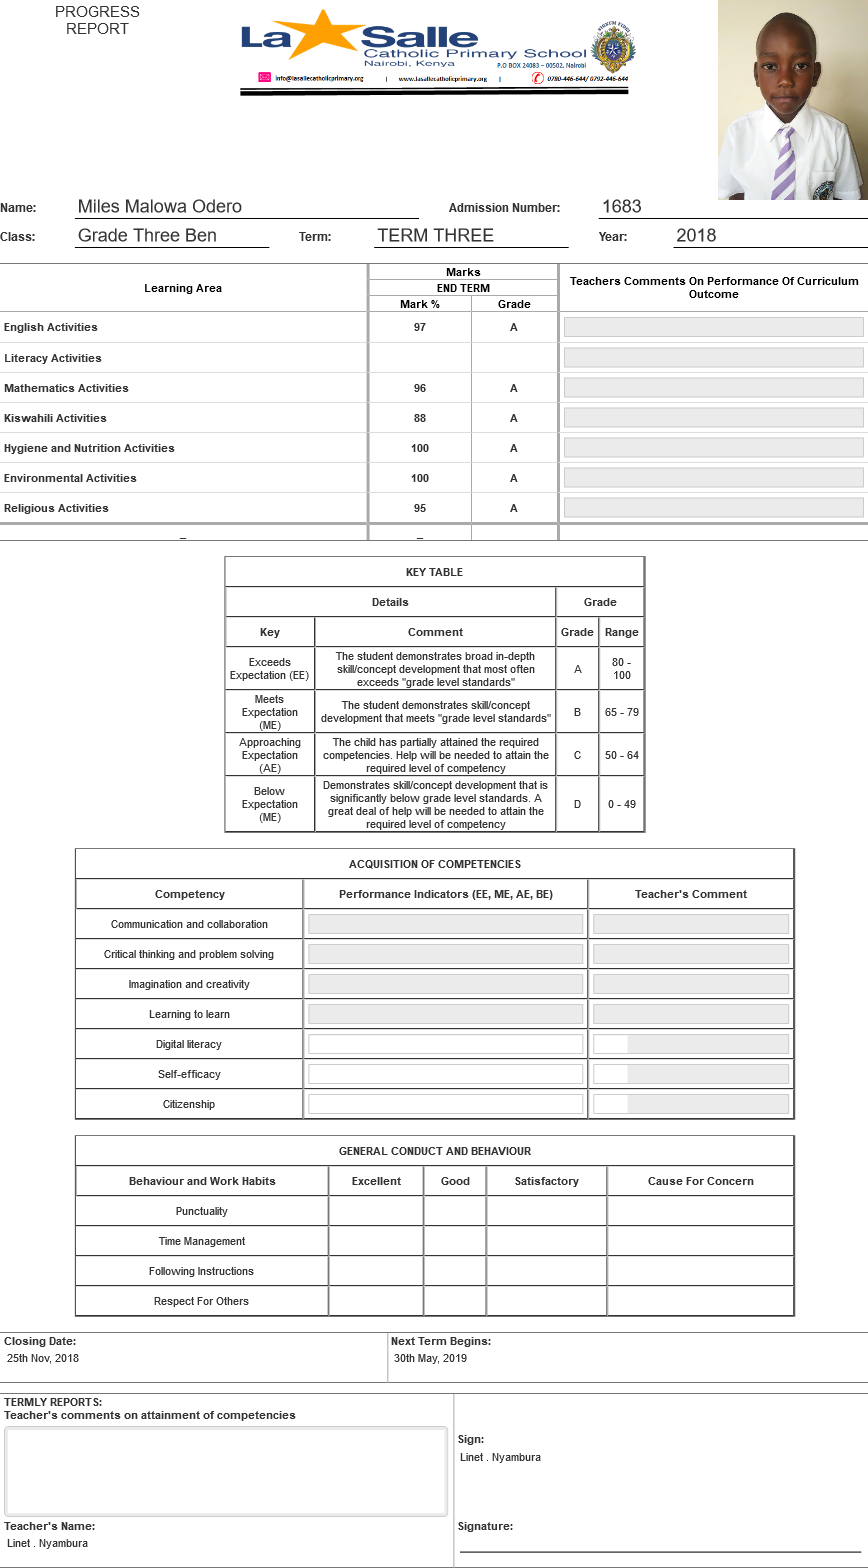 PROGRESS
REPORT
La Salle
Catholic Primary School
Nairobi, Kenya
P.O BOX 24083 – 00502, Nairobi
info@lasallecatholicprimary.org | www.lasallecatholicprimary.org | 0780-446-644/ 0792-446-644
Name: Miles Malowa Odero Admission Number: 1683
Class: Grade Three Ben Term: TERM THREE Year: 2018
Learning Area Marks Teachers Comments On Performance Of Curriculum Outcome
END TERM
Mark % Grade
English Activities 97 A
Literacy Activities
Mathematics Activities 96 A
Kiswahili Activities 88 A
Hygiene and Nutrition Activities 100 A
Environmental Activities 100 A
Religious Activities 95 A
_ _
KEY TABLE
Details Grade
Key Comment Grade Range
Exceeds Expectation (EE) The student demonstrates broad in-depth skill/concept development that most often exceeds "grade level standards" A 80 - 100
Meets Expectation (ME) The student demonstrates skill/concept development that meets "grade level standards" B 65 - 79
Approaching Expectation (AE) The child has partially attained the required competencies. Help will be needed to attain the required level of competency C 50 - 64
Below Expectation (ME) Demonstrates skill/concept development that is significantly below grade level standards. A great deal of help will be needed to attain the required level of competency D 0 - 49
ACQUISITION OF COMPETENCIES
Competency Performance Indicators (EE, ME, AE, BE) Teacher's Comment
Communication and collaboration
Critical thinking and problem solving
Imagination and creativity
Learning to learn
Digital literacy
Self-efficacy
Citizenship
GENERAL CONDUCT AND BEHAVIOUR
Behaviour and Work Habits Excellent Good Satisfactory Cause For Concern
Punctuality
Time Management
Following Instructions
Respect For Others
Closing Date: Next Term Begins:
25th Nov, 2018 30th May, 2019
TERMLY REPORTS:
Teacher's comments on attainment of competencies
Sign:
Linet . Nyambura
Teacher's Name: Signature:
Linet . Nyambura